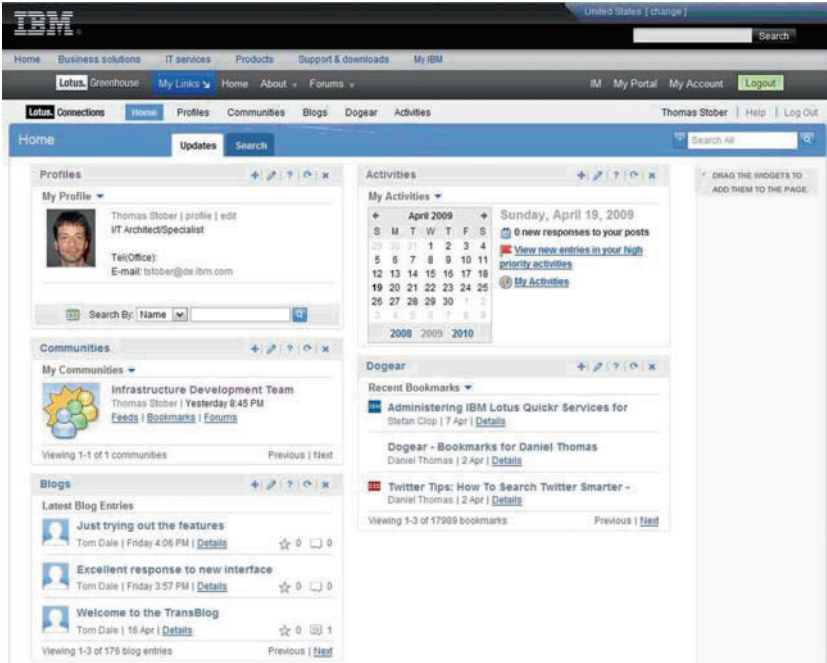 United States [ change ]
IBM
Search
Home Business solutions IT services Products Support & downloads My IBM
Lotus. Greenhouse My Links Home About Forums IM My Portal My Account Logout
Lotus. Connections Home Profiles Communities Blogs Dogear Activities Thomas Stober | Help | Log Out
Home Updates Search Search All
Profiles
My Profile
Thomas Stober | profile | edit
I/T Architect/Specialist
Tel(Office):
E-mail: tstober@de.ibm.com
Search By: Name
Communities
My Communities
Infrastructure Development Team
Thomas Stober | Yesterday 8:45 PM
Feeds | Bookmarks | Forums
Viewing 1-1 of 1 communities Previous | Next
Blogs
Latest Blog Entries
Just trying out the features
Tom Dale | Friday 4:06 PM | Details 0 0
Excellent response to new interface
Tom Dale | Friday 3:57 PM | Details 0 0
Welcome to the TransBlog
Tom Dale | 16 Apr | Details 0 1
Viewing 1-3 of 176 blog entries Previous | Next
Activities
My Activities
April 2009
S M T W T F S
29 30 31 1 2 3 4
5 6 7 8 9 10 11
12 13 14 15 16 17 18
19 20 21 22 23 24 25
26 27 28 29 30 1 2
3 4 5 6 7 8 9
2008 2009 2010
Sunday, April 19, 2009
0 new responses to your posts
View new entries in your high
priority activities
My Activities
Dogear
Recent Bookmarks
Administering IBM Lotus Quickr Services for
Stefan Clop | 7 Apr | Details
Dogear - Bookmarks for Daniel Thomas
Daniel Thomas | 2 Apr | Details
Twitter Tips: How To Search Twitter Smarter -
Daniel Thomas | 2 Apr | Details
Viewing 1-3 of 17989 bookmarks Previous | Next
DRAG THE WIDGETS TO
ADD THEM TO THE PAGE.